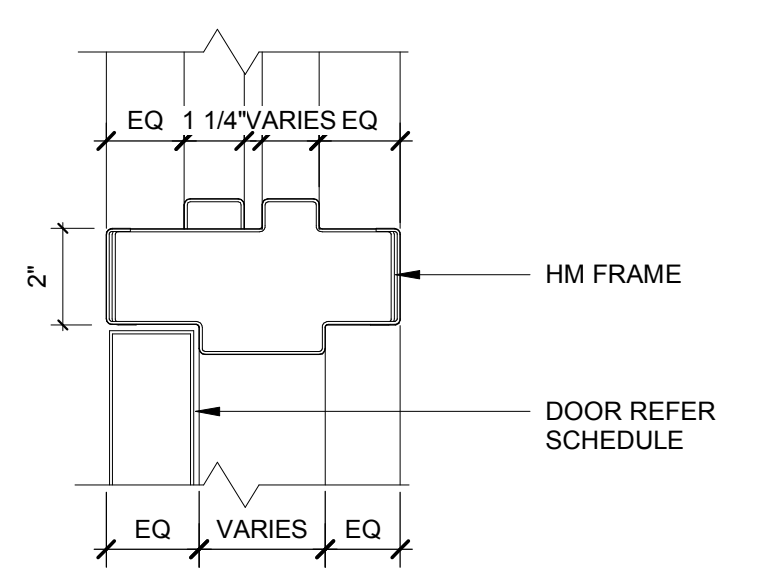 EQ 1 1/4" VARIES EQ
2"
HM FRAME
DOOR REFER
SCHEDULE
EQ VARIES EQ